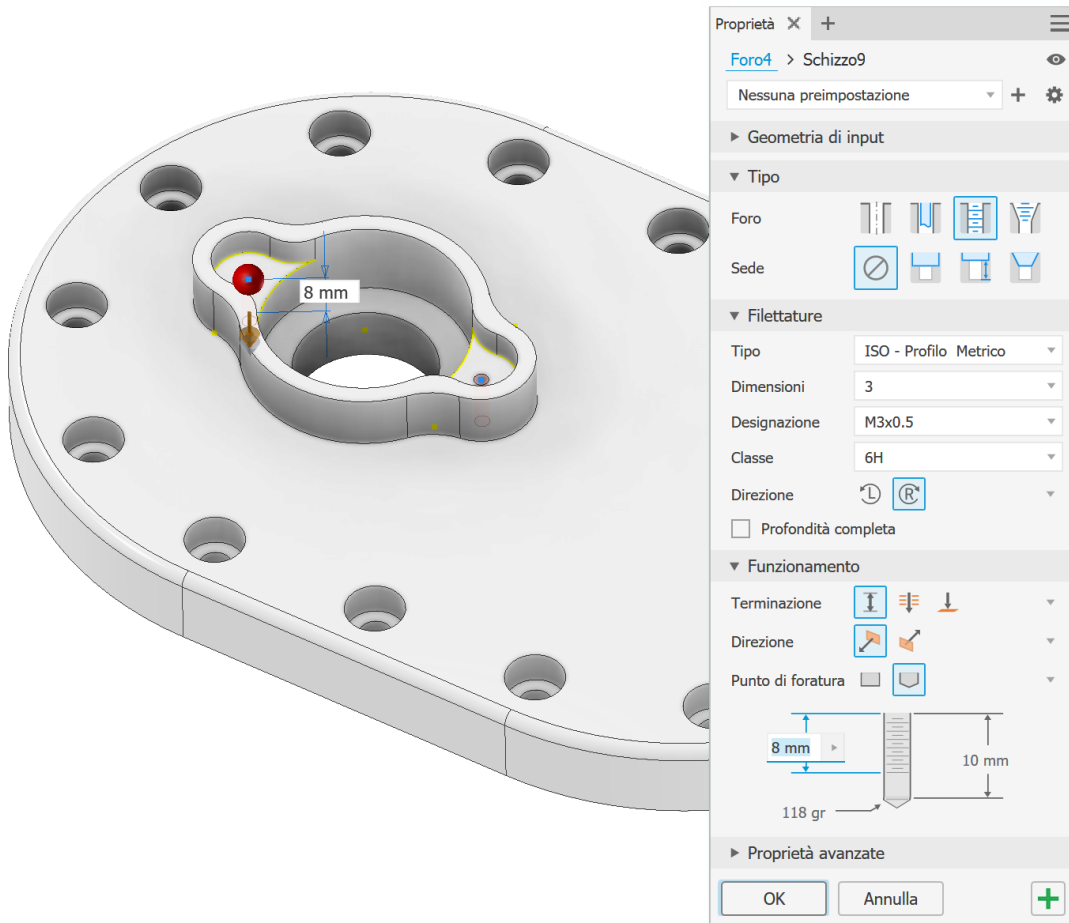 Proprietà
Foro4 > Schizzo9
Nessuna preimpostazione
Geometria di input
Tipo
Foro
Sede
8 mm
Filettature
Tipo ISO - Profilo Metrico
Dimensioni 3
Designazione M3x0.5
Classe 6H
Direzione L R
Profondità completa
Funzionamento
Terminazione
Direzione
Punto di foratura
8 mm
10 mm
118 gr
Proprietà avanzate
OK Annulla